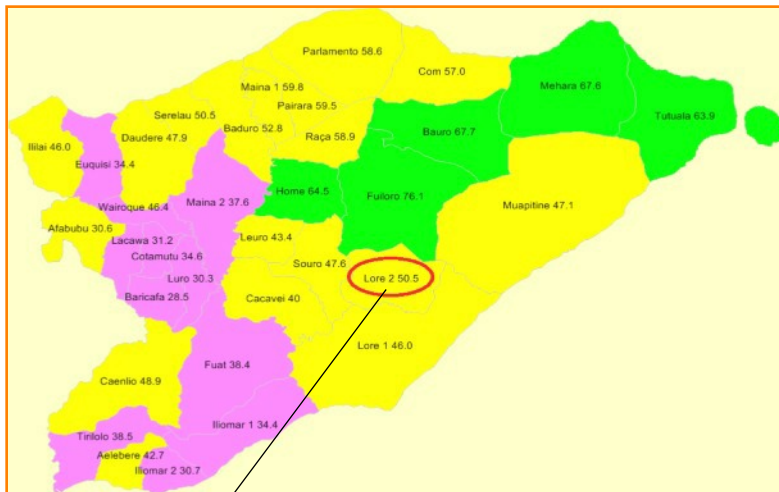 Parlamento 58.6
Com 57.0
Mehara 67.6
Maina 1 59.8
Pairara 59.5
Serelau 50.5
Tutuala 63.9
Baduro 52.8
Raça 58.9
Bauro 67.7
Daudere 47.9
Ililai 46.0
Euquisi 34.4
Home 64.5
Fuiloro 76.1
Maina 2 37.6
Muapitine 47.1
Wairoque 46.4
Afabubu 30.6
Leuro 43.4
Lacawa 31.2
Cotamutu 34.6
Souro 47.6
Lore 2 50.5
Luro 30.3
Baricafa 28.5
Cacavei 40
Lore 1 46.0
Fuat 38.4
Caenlio 48.9
Iliomar 1 34.4
Tirilolo 38.5
Aelebere 42.7
Iliomar 2 30.7